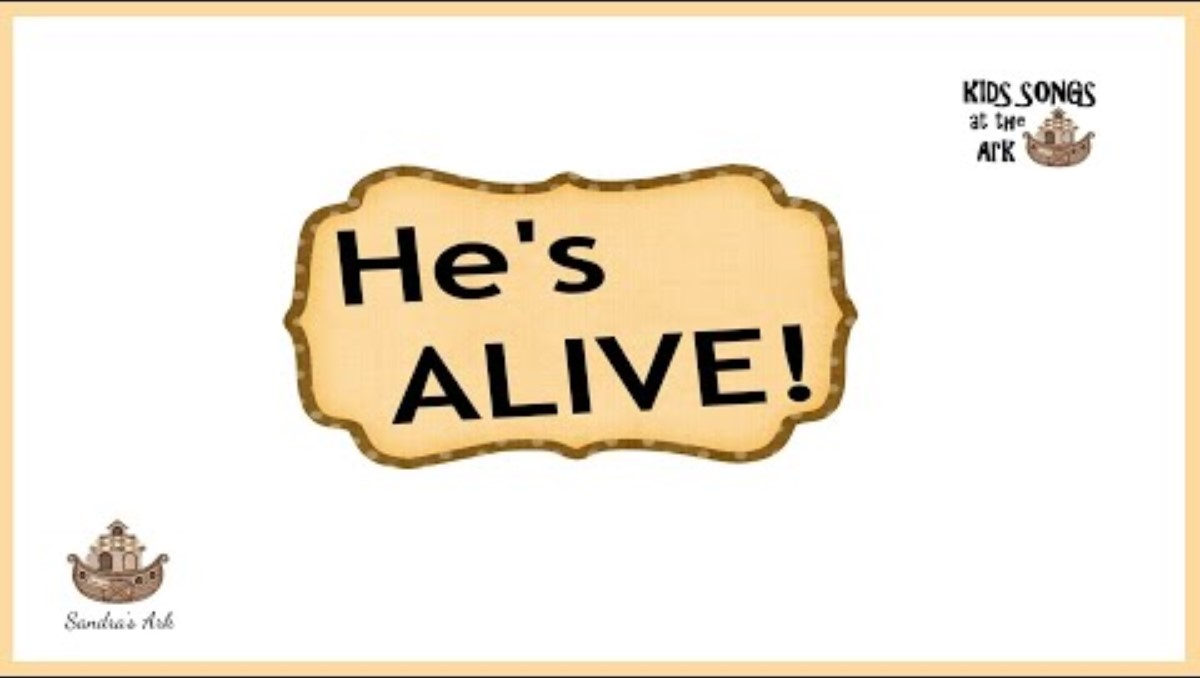 KIDS SONGS
at the
ARK
He's
ALIVE!
Sandra's Ark